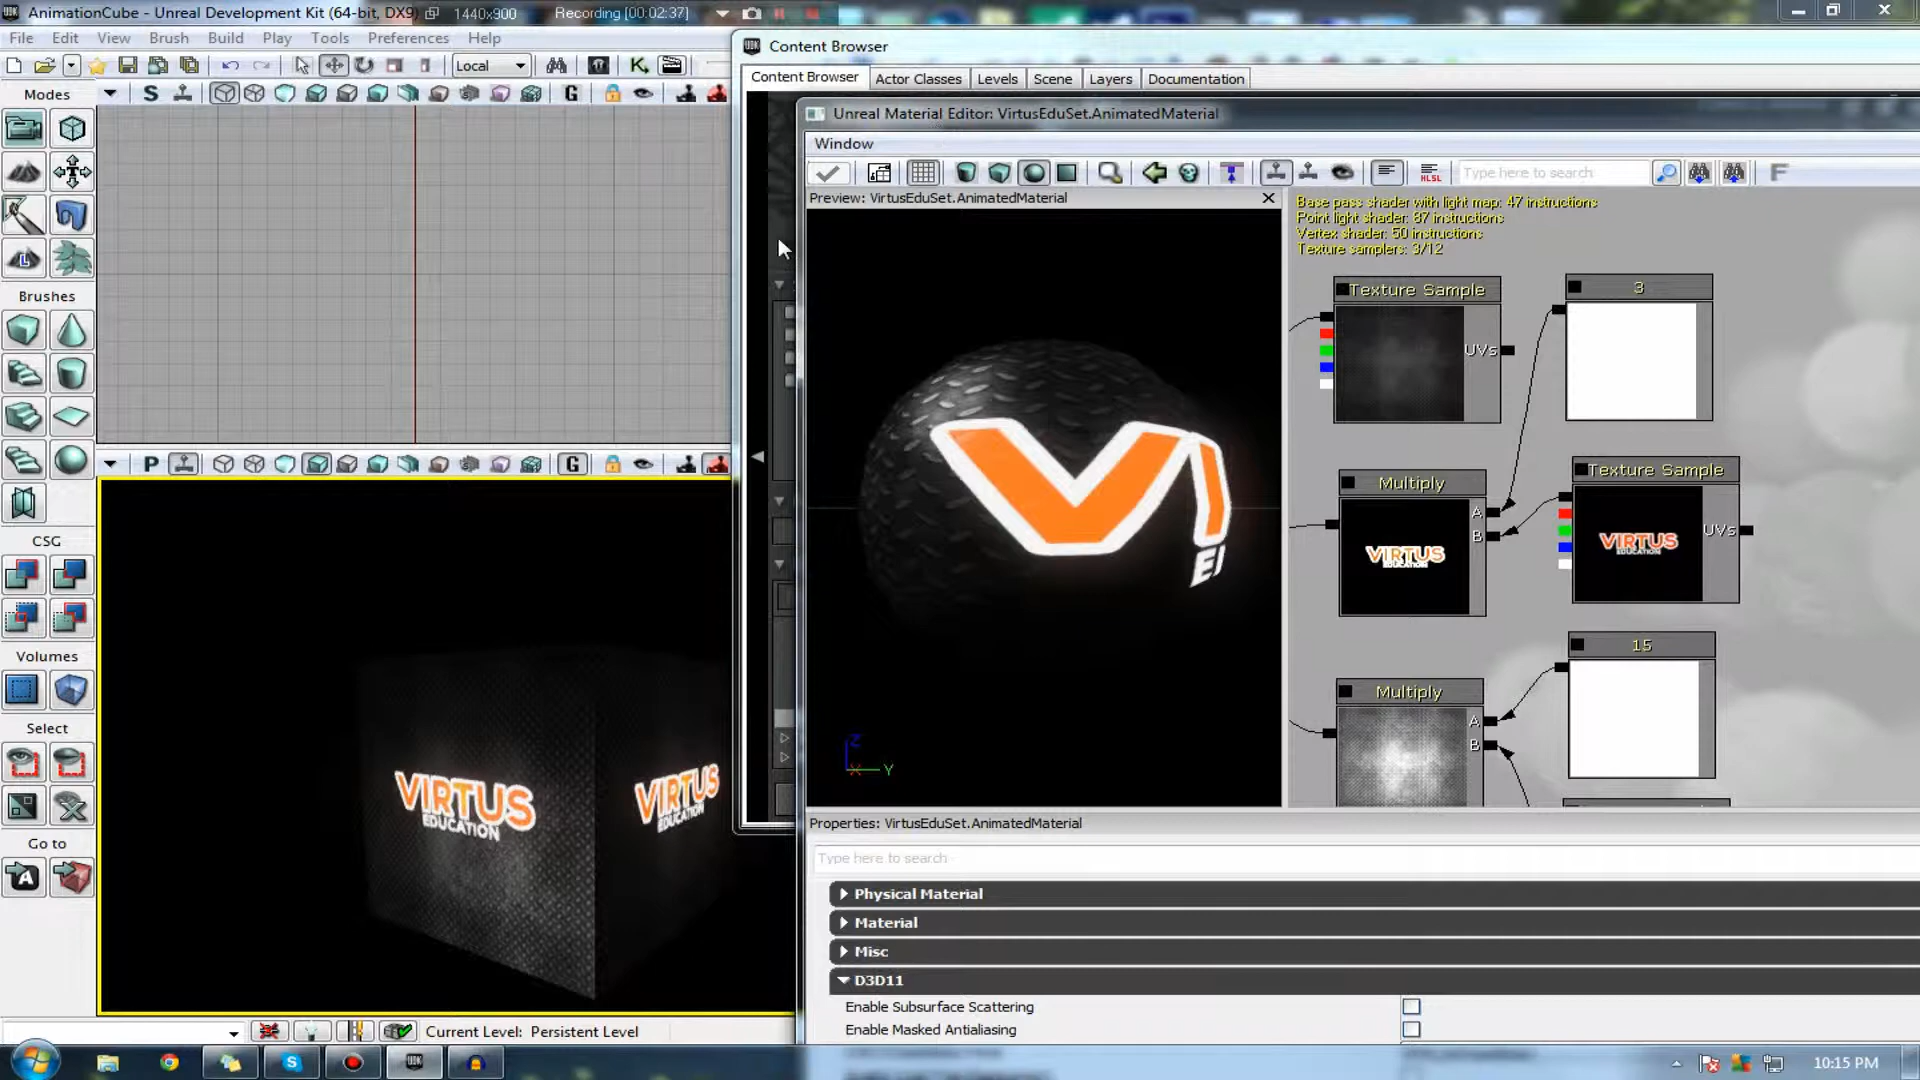 AnimationCube - Unreal Development Kit (64-bit, DX9)
1440x900
Recording [00:02:37]
File Edit View Brush Build Play Tools Preferences Help
Local
Modes
S
G
P
G
Brushes
CSG
Volumes
Select
Go to
VIRTUS
EDUCATION
VIRTUS
EDUCATION
Current Level: Persistent Level
Content Browser
Content Browser
Actor Classes
Levels
Scene
Layers
Documentation
Unreal Material Editor: VirtusEduSet.AnimatedMaterial
Window
HLSL
Type here to search
F
Preview: VirtusEduSet.AnimatedMaterial
Base pass shader with light map: 47 instructions
Point light shader: 87 instructions
Vertex shader: 50 instructions
Texture samplers: 3/12
Texture Sample
UVs
3
Multiply
A
B
VIRTUS
EDUCATION
Texture Sample
VIRTUS
EDUCATION
UVs
15
Multiply
A
B
Z
X
Y
Properties: VirtusEduSet.AnimatedMaterial
Type here to search
Physical Material
Material
Misc
D3D11
Enable Subsurface Scattering
Enable Masked Antialiasing
10:15 PM